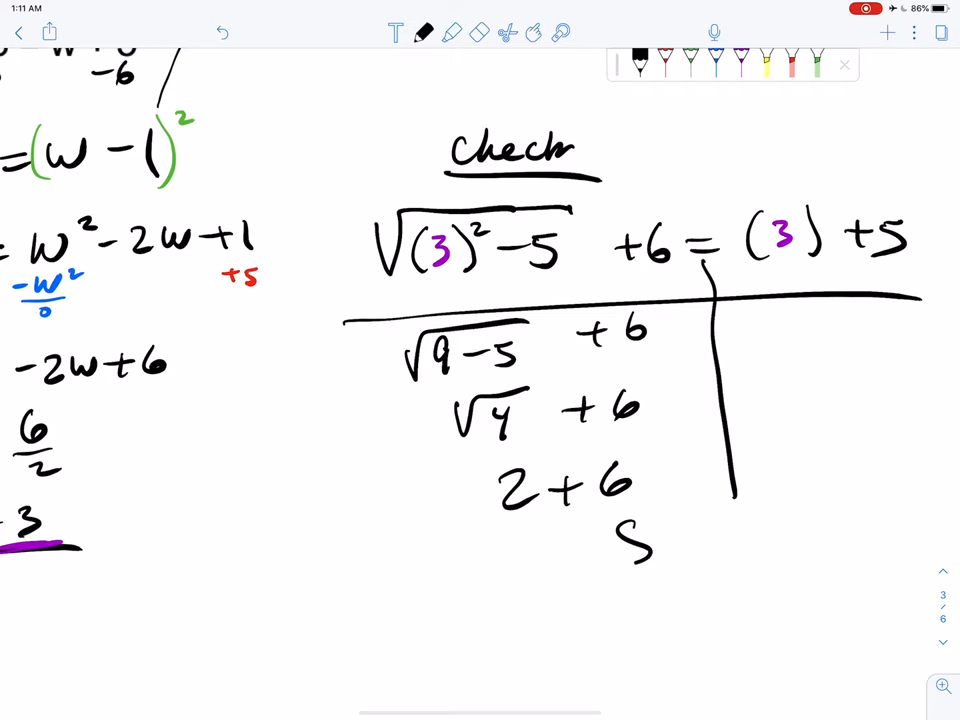 1:11 AM
86%
T
-6
=(w - 1)²
= w² - 2w + 1
-w² +5
0
-2w + 6
6
2
3
Check
√(3)² - 5 + 6 = (3) + 5
√9 - 5 + 6
√4 + 6
2 + 6
3
/
6